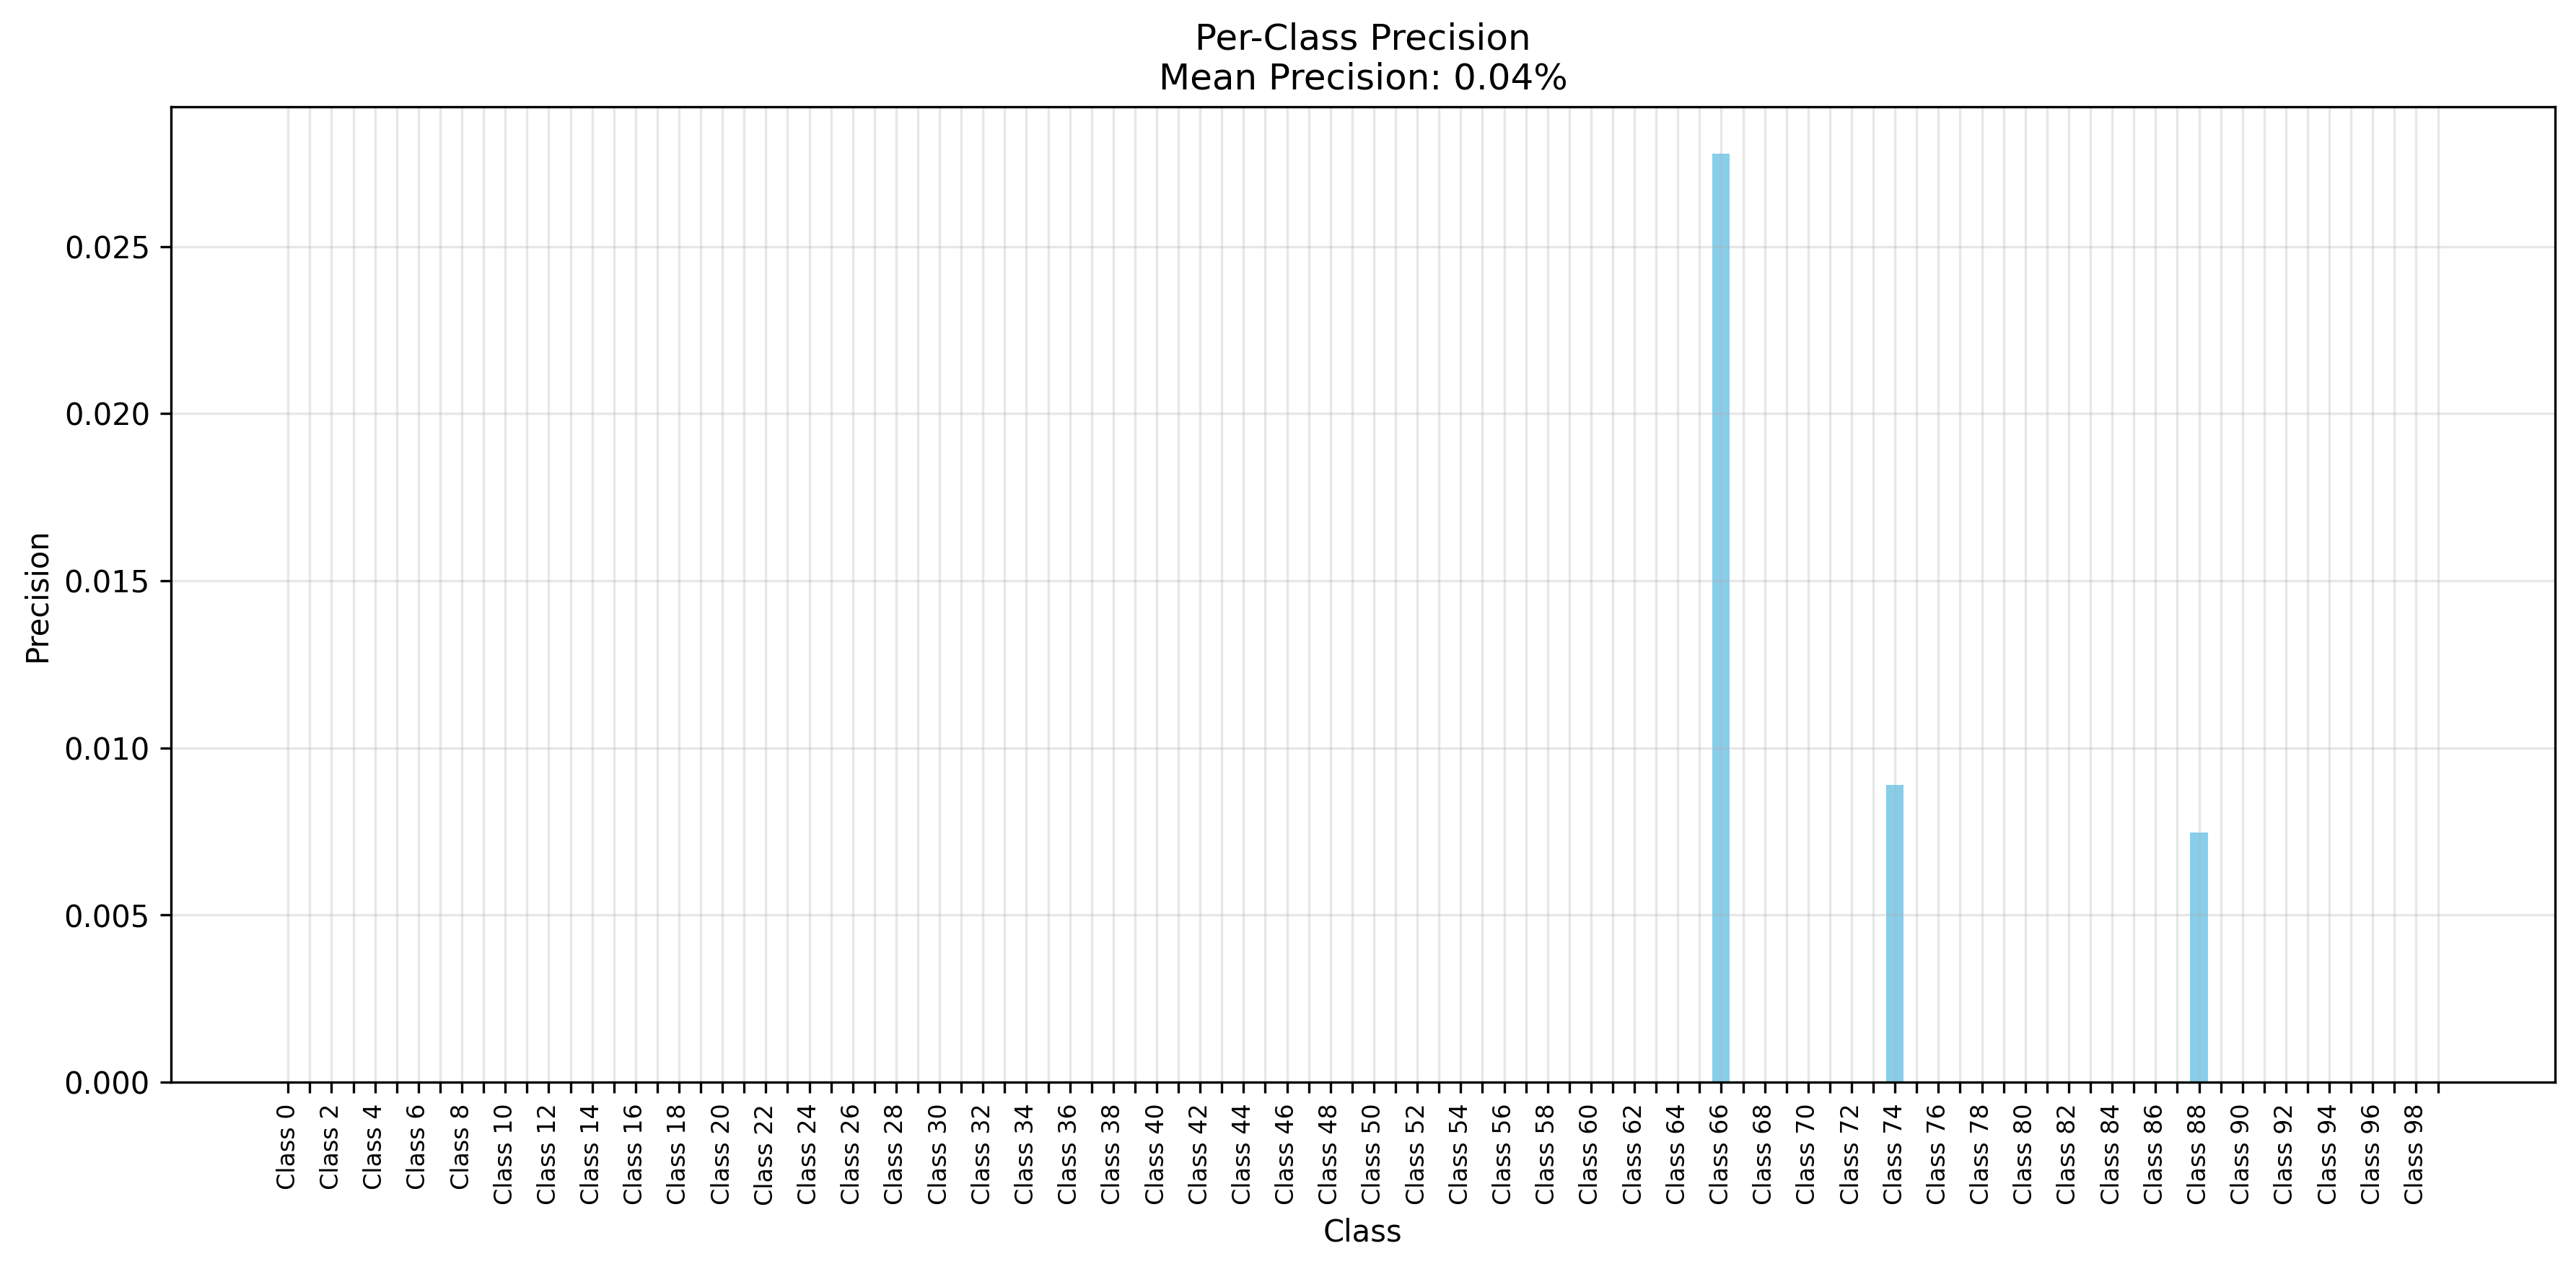 Per-Class Precision
Mean Precision: 0.04%
Precision
0.025
0.020
0.015
0.010
0.005
0.000
Class 0
Class 2
Class 4
Class 6
Class 8
Class 10
Class 12
Class 14
Class 16
Class 18
Class 20
Class 22
Class 24
Class 26
Class 28
Class 30
Class 32
Class 34
Class 36
Class 38
Class 40
Class 42
Class 44
Class 46
Class 48
Class 50
Class 52
Class 54
Class 56
Class 58
Class 60
Class 62
Class 64
Class 66
Class 68
Class 70
Class 72
Class 74
Class 76
Class 78
Class 80
Class 82
Class 84
Class 86
Class 88
Class 90
Class 92
Class 94
Class 96
Class 98
Class